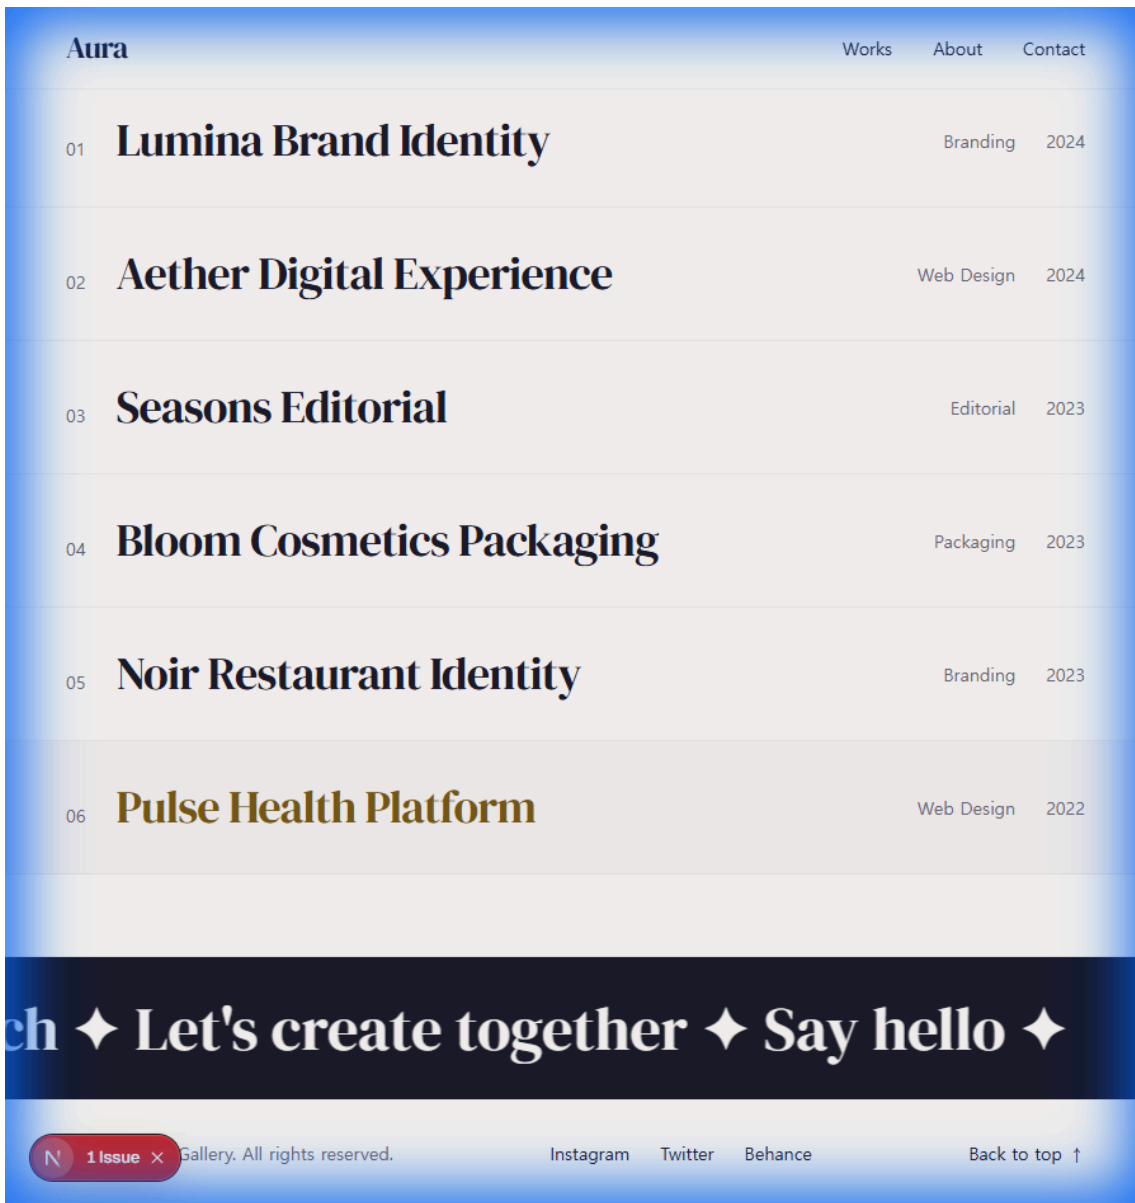 Aura Works About Contact
01 Lumina Brand Identity Branding 2024
02 Aether Digital Experience Web Design 2024
03 Seasons Editorial Editorial 2023
04 Bloom Cosmetics Packaging Packaging 2023
05 Noir Restaurant Identity Branding 2023
06 Pulse Health Platform Web Design 2022
ch ✦ Let's create together ✦ Say hello ✦
N 1 Issue × Gallery. All rights reserved. Instagram Twitter Behance Back to top ↑